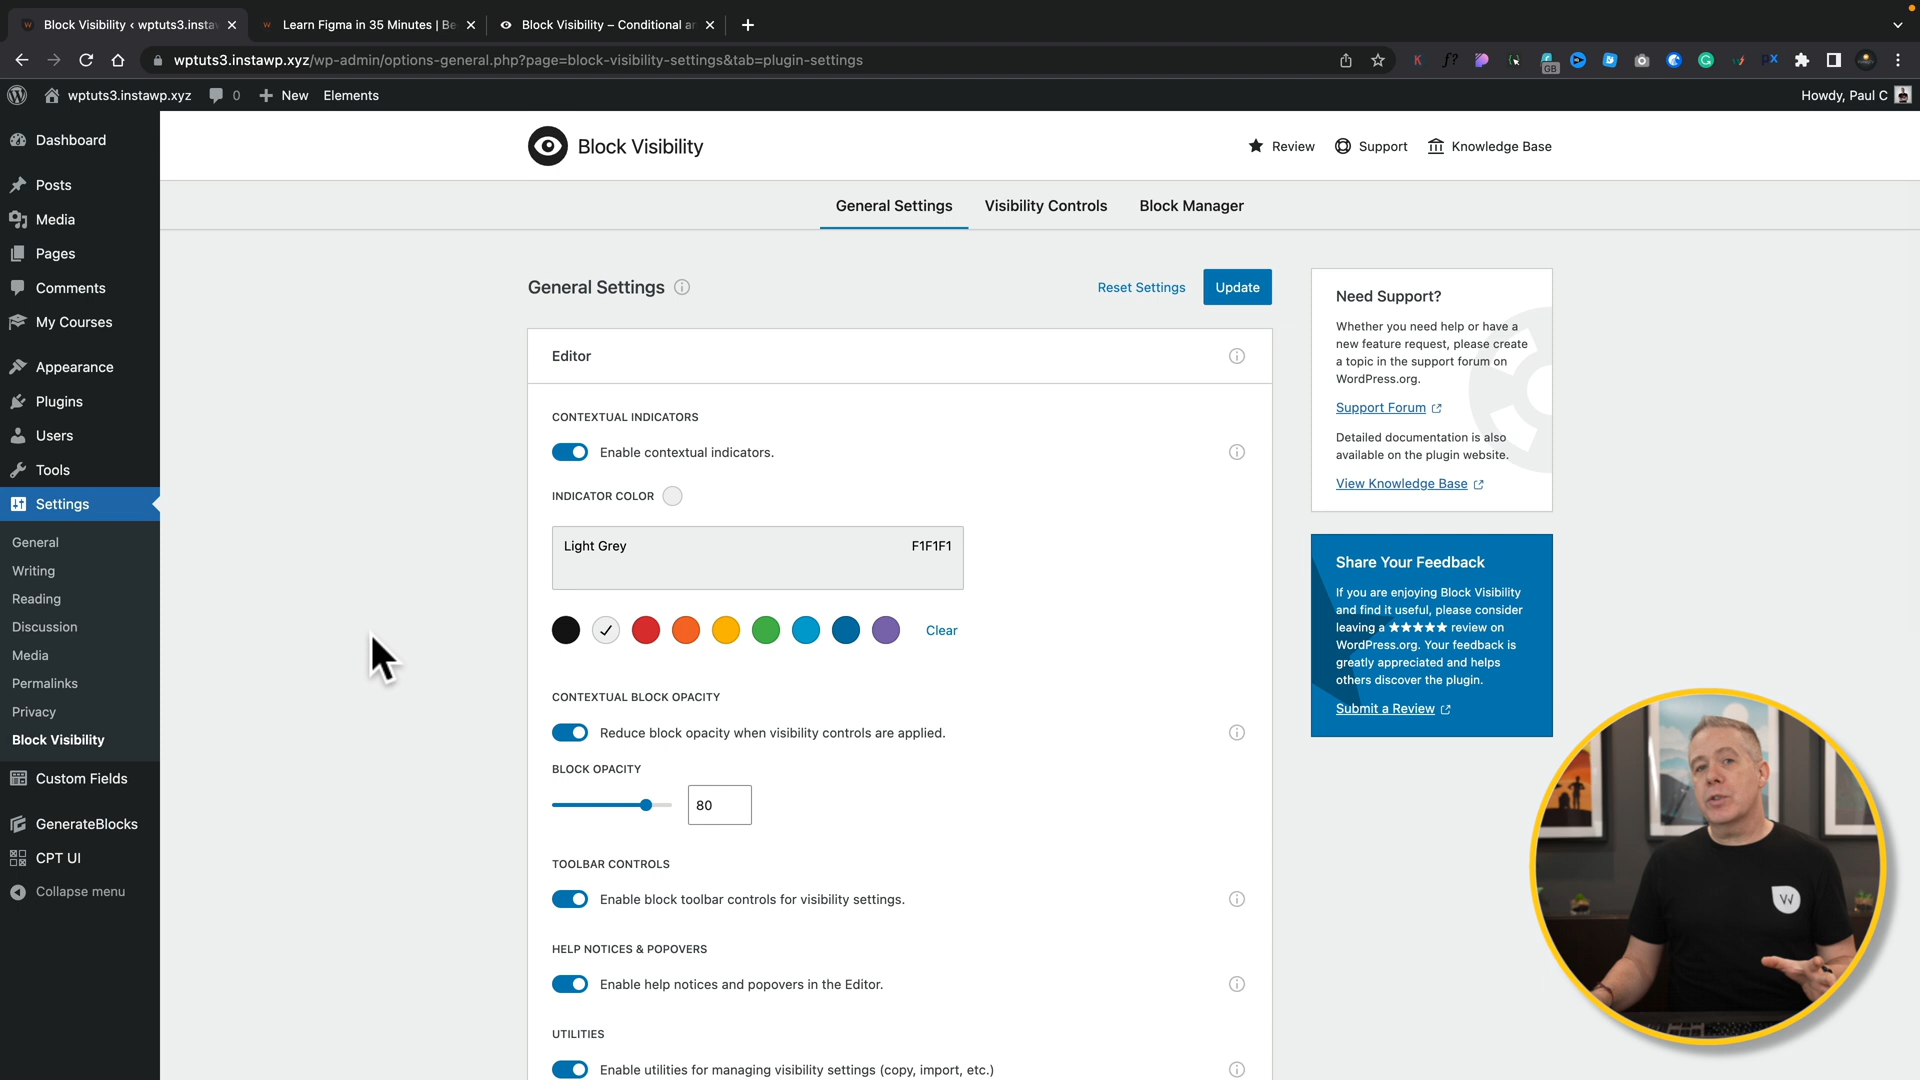 Block Visibility ‹ wptuts3.insta
Learn Figma in 35 Minutes | Be
Block Visibility – Conditional ar
wptuts3.instawp.xyz/wp-admin/options-general.php?page=block-visibility-settings&tab=plugin-settings
wptuts3.instawp.xyz
0
New
Elements
Howdy, Paul C
Dashboard
Posts
Media
Pages
Comments
My Courses
Appearance
Plugins
Users
Tools
Settings
General
Writing
Reading
Discussion
Media
Permalinks
Privacy
Block Visibility
Custom Fields
GenerateBlocks
CPT UI
Collapse menu
Block Visibility
Review
Support
Knowledge Base
General Settings
Visibility Controls
Block Manager
General Settings
Reset Settings
Update
Editor
CONTEXTUAL INDICATORS
Enable contextual indicators.
INDICATOR COLOR
Light Grey
F1F1F1
Clear
CONTEXTUAL BLOCK OPACITY
Reduce block opacity when visibility controls are applied.
BLOCK OPACITY
80
TOOLBAR CONTROLS
Enable block toolbar controls for visibility settings.
HELP NOTICES & POPOVERS
Enable help notices and popovers in the Editor.
UTILITIES
Enable utilities for managing visibility settings (copy, import, etc.)
Need Support?
Whether you need help or have a
new feature request, please create
a topic in the support forum on
WordPress.org.
Support Forum
Detailed documentation is also
available on the plugin website.
View Knowledge Base
Share Your Feedback
If you are enjoying Block Visibility
and find it useful, please consider
leaving a ★★★★★ review on
WordPress.org. Your feedback is
greatly appreciated and helps
others discover the plugin.
Submit a Review
W